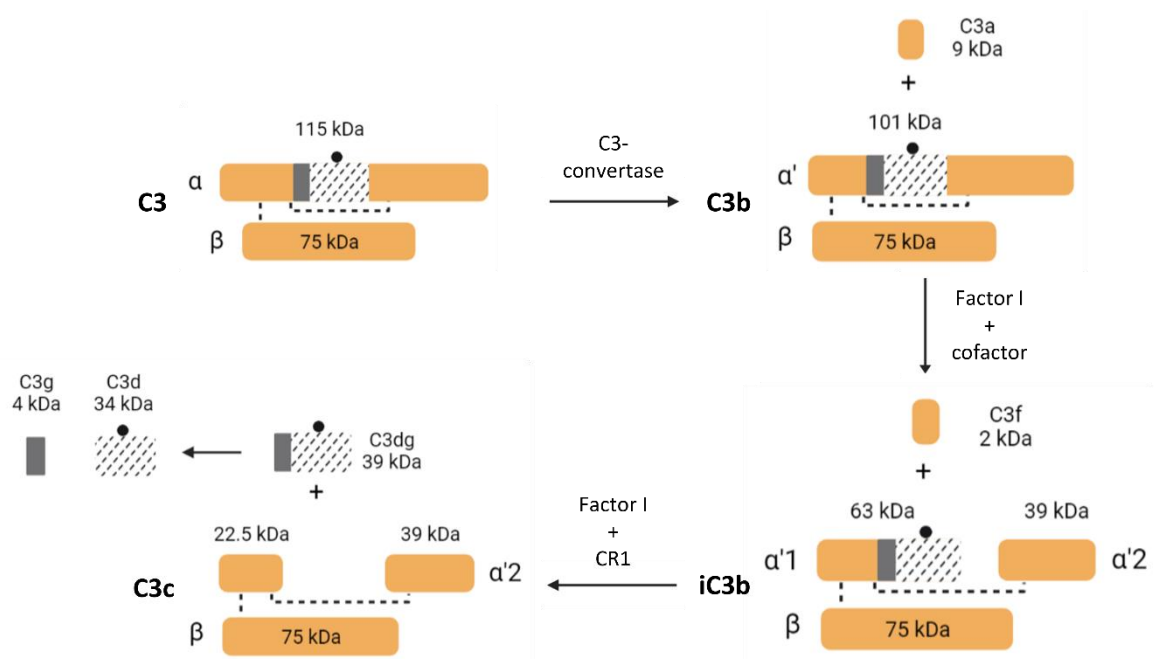 C3a
9 kDa
+
115 kDa
α
C3
β
75 kDa
C3-
convertase
101 kDa
α'
C3b
β
75 kDa
Factor I
+
cofactor
C3f
2 kDa
+
63 kDa
39 kDa
α'1
α'2
iC3b
β
75 kDa
Factor I
+
CR1
C3g
4 kDa
C3d
34 kDa
C3dg
39 kDa
+
22.5 kDa
39 kDa
α'2
C3c
β
75 kDa